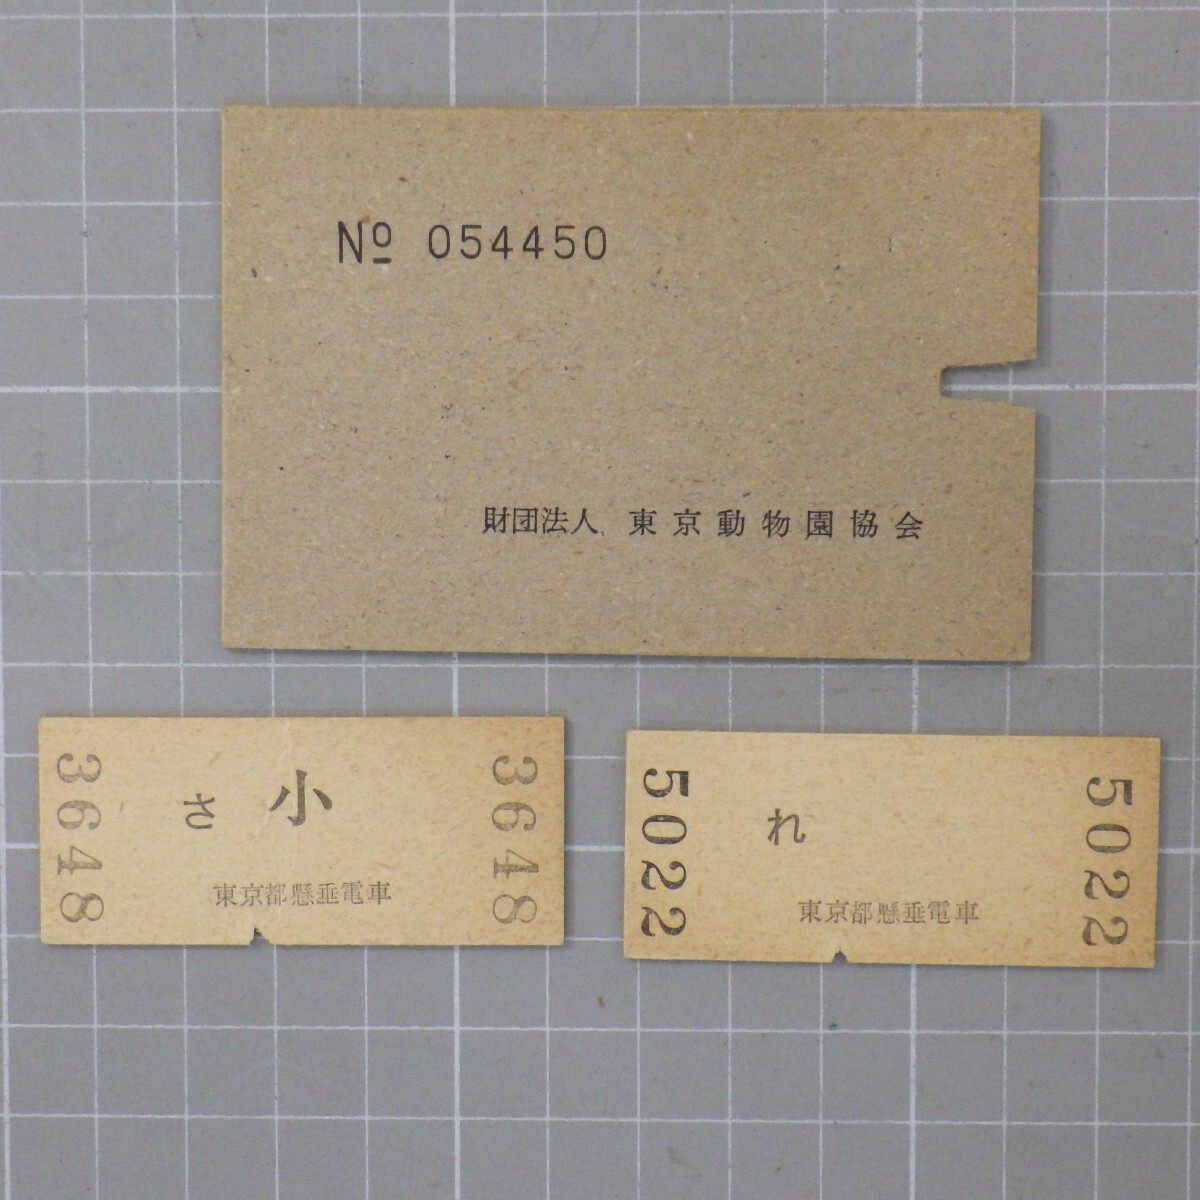 № 054450
財団法人 東京動物園協会
3648
さ 小
東京都懸垂電車
3648
5022
れ
東京都懸垂電車
5022